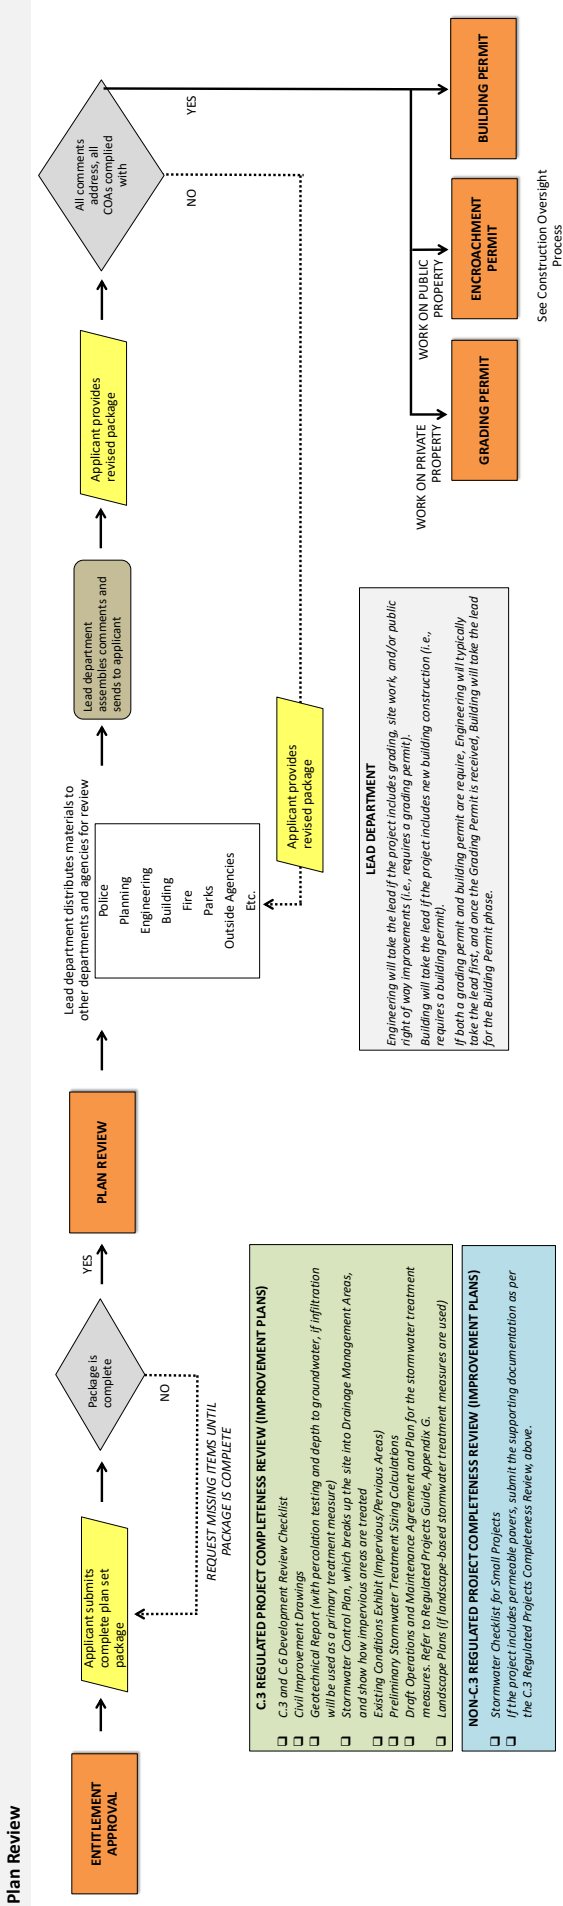 Plan Review
ENTITLEMENT
APPROVAL
Applicant submits
complete plan set
package
Package is
complete
YES
NO
REQUEST MISSING ITEMS UNTIL
PACKAGE IS COMPLETE
PLAN REVIEW
Lead department distributes materials to
other departments and agencies for review
Police
Planning
Engineering
Building
Fire
Parks
Outside Agencies
Etc.
Lead department
assembles comments and
sends to applicant
Applicant provides
revised package
All comments
address, all
COAs complied
with
YES
NO
Applicant provides
revised package
WORK ON PRIVATE
PROPERTY
WORK ON PUBLIC
PROPERTY
GRADING PERMIT
ENCROACHMENT
PERMIT
BUILDING PERMIT
See Construction Oversight
Process
C.3 REGULATED PROJECT COMPLETENESS REVIEW (IMPROVEMENT PLANS)
❑ C.3 and C.6 Development Review Checklist
❑ Civil Improvement Drawings
❑ Geotechnical Report (with percolation testing and depth to groundwater, if infiltration
will be used as a primary treatment measure)
❑ Stormwater Control Plan, which breaks up the site into Drainage Management Areas,
and show how impervious areas are treated
❑ Existing Conditions Exhibit (Impervious/Pervious Areas)
❑ Preliminary Stormwater Treatment Sizing Calculations
❑ Draft Operations and Maintenance Agreement and Plan for the stormwater treatment
measures. Refer to Regulated Projects Guide, Appendix G.
❑ Landscape Plans (if landscape-based stormwater treatment measures are used)
NON-C.3 REGULATED PROJECT COMPLETENESS REVIEW (IMPROVEMENT PLANS)
❑ Stormwater Checklist for Small Projects
❑ If the project includes permeable pavers, submit the supporting documentation as per
the C.3 Regulated Projects Completeness Review, above.
LEAD DEPARTMENT
Engineering will take the lead if the project includes grading, site work, and/or public
right of way improvements (i.e., requires a grading permit).
Building will take the lead if the project includes new building construction (i.e.,
requires a building permit).
If both a grading permit and building permit are require, Engineering will typically
take the lead first, and once the Grading Permit is received, Building will take the lead
for the Building Permit phase.